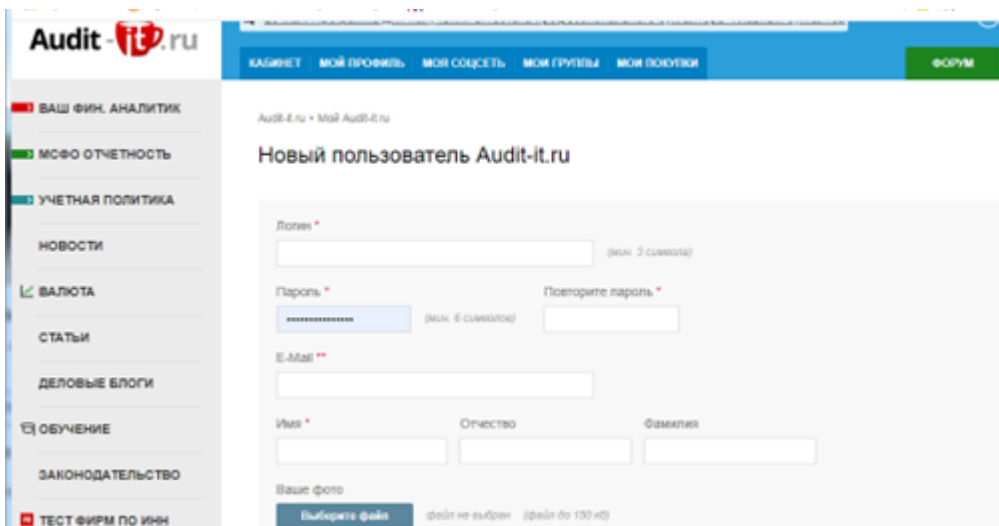 Audit-it.ru
КАБИНЕТ МОЙ ПРОФИЛЬ МОЯ СОЦСЕТЬ МОИ ГРУППЫ МОИ ПОКУПКИ ФОРУМ
ВАШ ФИН. АНАЛИТИК
МСФО ОТЧЕТНОСТЬ
УЧЕТНАЯ ПОЛИТИКА
НОВОСТИ
ВАЛЮТА
СТАТЬИ
ДЕЛОВЫЕ БЛОГИ
ОБУЧЕНИЕ
ЗАКОНОДАТЕЛЬСТВО
ТЕСТ ФИРМ ПО ИНН
Audit-it.ru • Мой Audit-it.ru
Новый пользователь Audit-it.ru
Логин *
(мин. 3 символа)
Пароль * Повторите пароль *
(мин. 6 символов)
E-Mail **
Имя * Отчество Фамилия
Ваше фото
Выберите файл файл не выбран (файл до 150 кб)